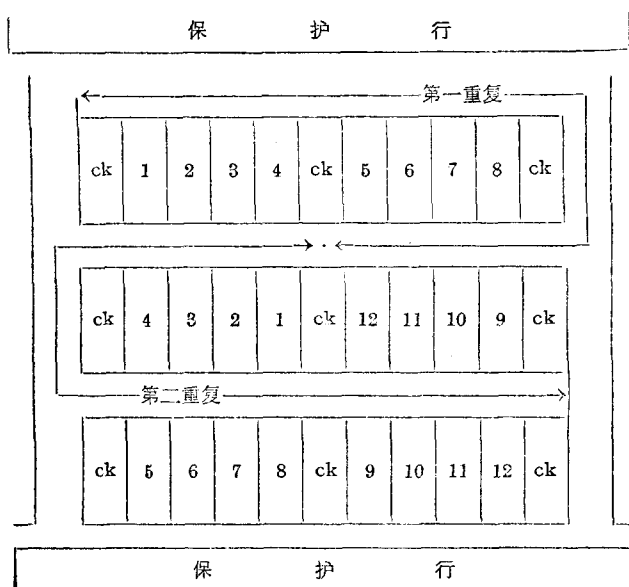 保 护 行
第一重复
ck 1 2 3 4 ck 5 6 7 8 ck
ck 4 3 2 1 ck 12 11 10 9 ck
第二重复
ck 5 6 7 8 ck 9 10 11 12 ck
保 护 行